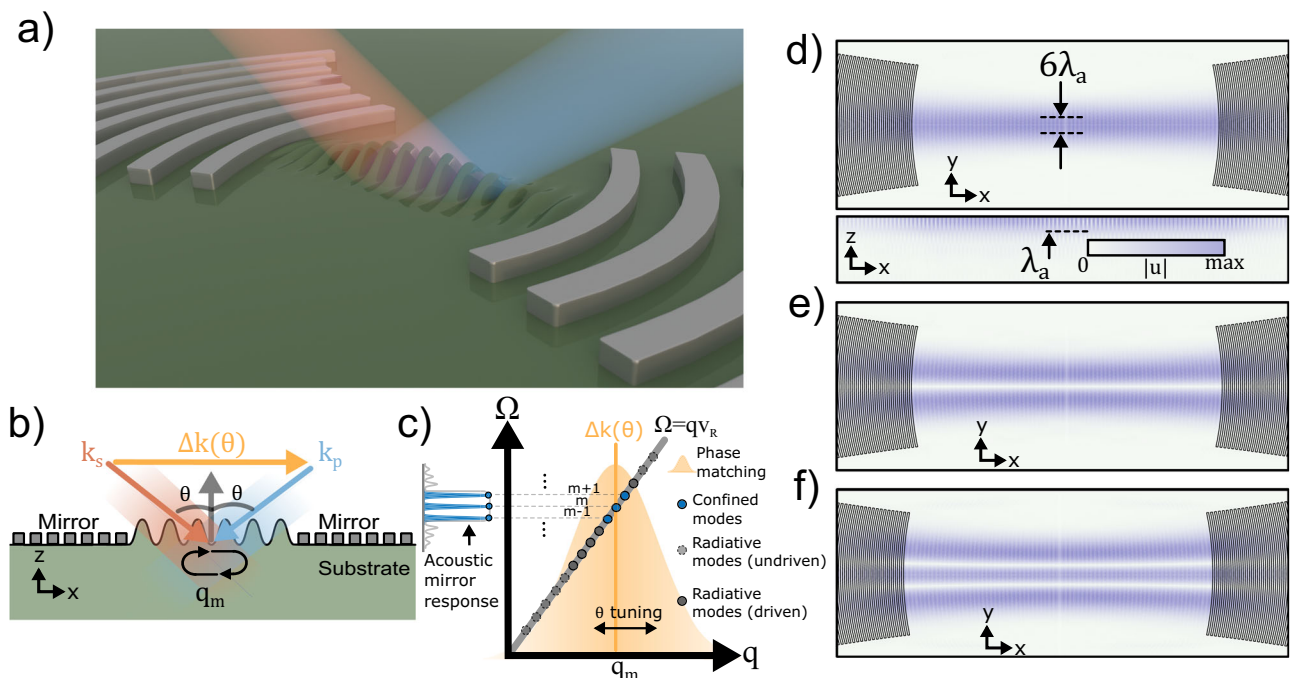 a)
b)
kₛ
Δk(θ)
kₚ
θ
θ
Mirror
Mirror
z
x
Substrate
qₘ
c)
Ω
Δk(θ)
Ω=qvR
Phase
matching
Confined
modes
Radiative
modes (undriven)
Radiative
modes (driven)
⋯
m+1
m
m-1
⋯
Acoustic
mirror
response
θ tuning
q
qₘ
d)
6λₐ
y
x
z
x
λₐ
0
|u|
max
e)
y
x
f)
y
x